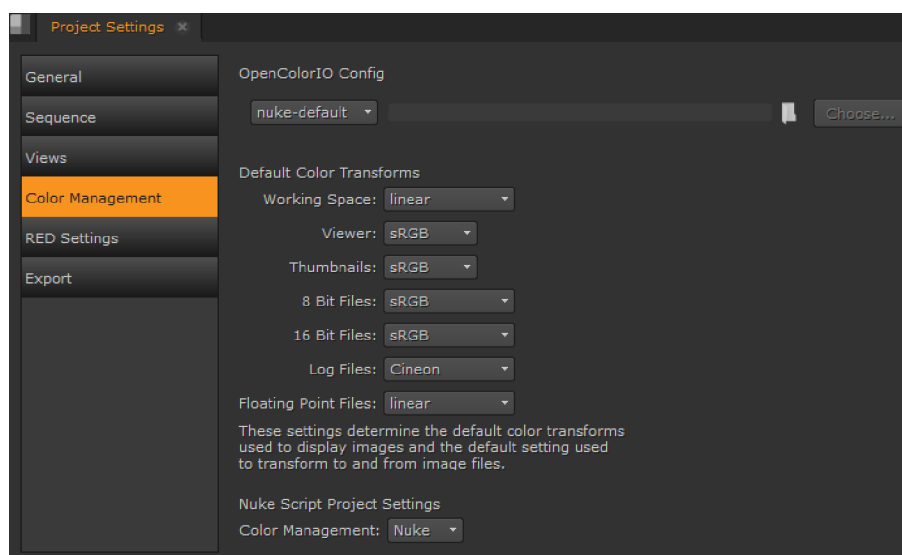 Project Settings
General
Sequence
Views
Color Management
RED Settings
Export
OpenColorIO Config
nuke-default
Choose...
Default Color Transforms
Working Space: linear
Viewer: sRGB
Thumbnails: sRGB
8 Bit Files: sRGB
16 Bit Files: sRGB
Log Files: Cineon
Floating Point Files: linear
These settings determine the default color transforms
used to display images and the default setting used
to transform to and from image files.
Nuke Script Project Settings
Color Management: Nuke